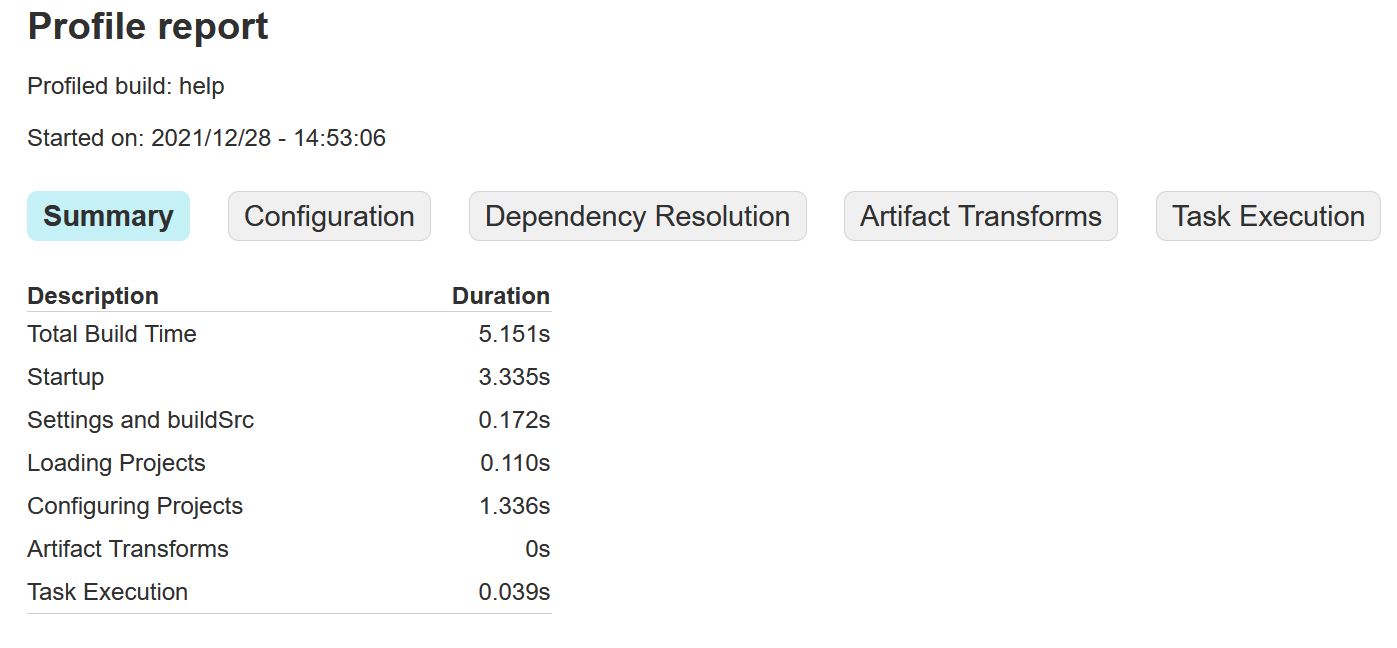 Profile report
Profiled build: help
Started on: 2021/12/28 - 14:53:06
Summary Configuration Dependency Resolution Artifact Transforms Task Execution
Description Duration
Total Build Time 5.151s
Startup 3.335s
Settings and buildSrc 0.172s
Loading Projects 0.110s
Configuring Projects 1.336s
Artifact Transforms 0s
Task Execution 0.039s